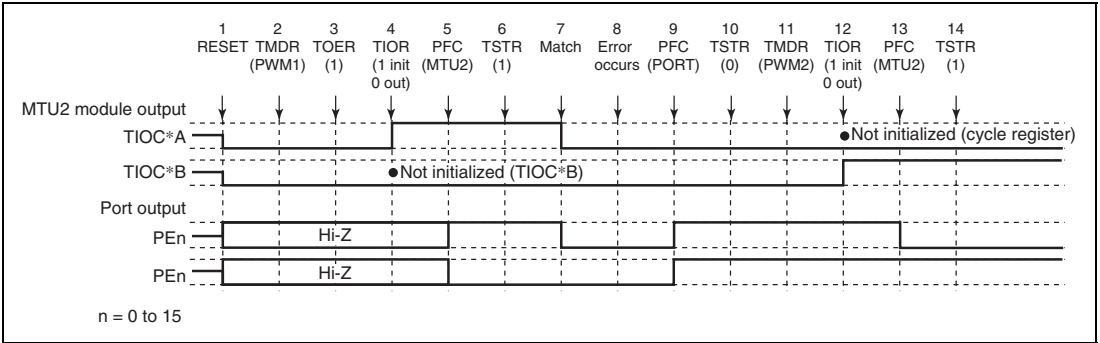 1 2 3 4 5 6 7 8 9 10 11 12 13 14
RESET TMDR TOER TIOR PFC TSTR Match Error PFC TSTR TMDR TIOR PFC TSTR
(PWM1) (1) (1 init (MTU2) (1) occurs (PORT) (0) (PWM2) (1 init (MTU2) (1)
0 out) 0 out)
MTU2 module output
TIOC*A ●Not initialized (cycle register)
TIOC*B ●Not initialized (TIOC*B)
Port output
PEn Hi-Z
PEn Hi-Z
n = 0 to 15